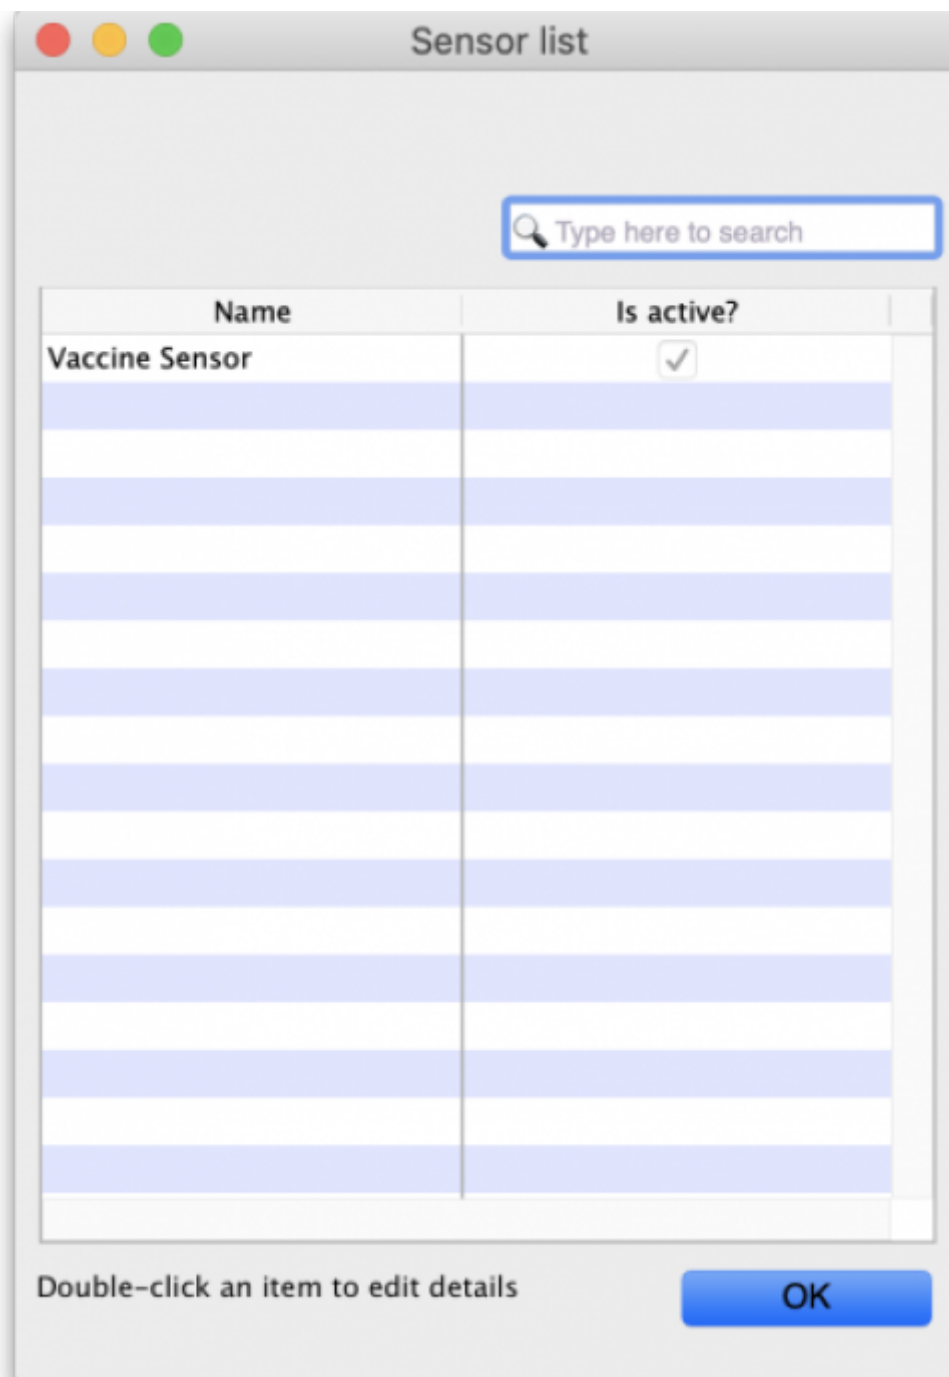 Sensor list
Type here to search
Name Is active?
Vaccine Sensor
Double-click an item to edit details
OK